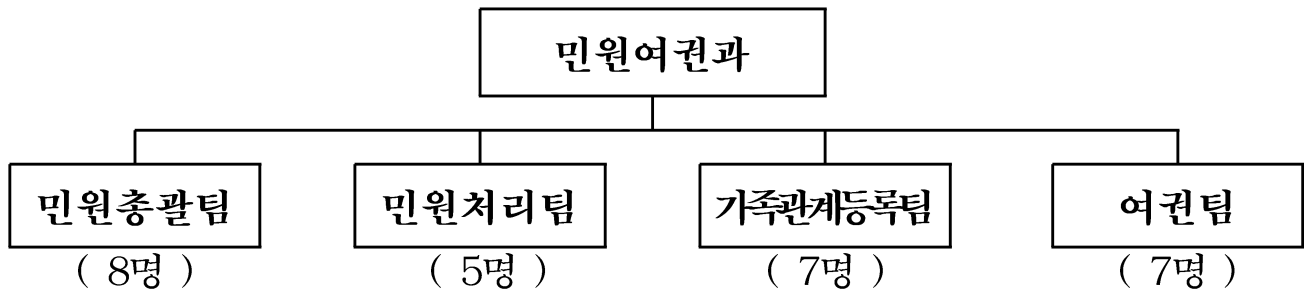 민원여권과
민원총괄팀 민원처리팀 가족관계등록팀 여권팀
( 8명 ) ( 5명 ) ( 7명 ) ( 7명 )